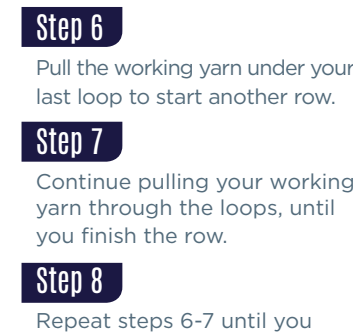 Step 6
Pull the working yarn under your
last loop to start another row.
Step 7
Continue pulling your working
yarn through the loops, until
you finish the row.
Step 8
Repeat steps 6-7 until you